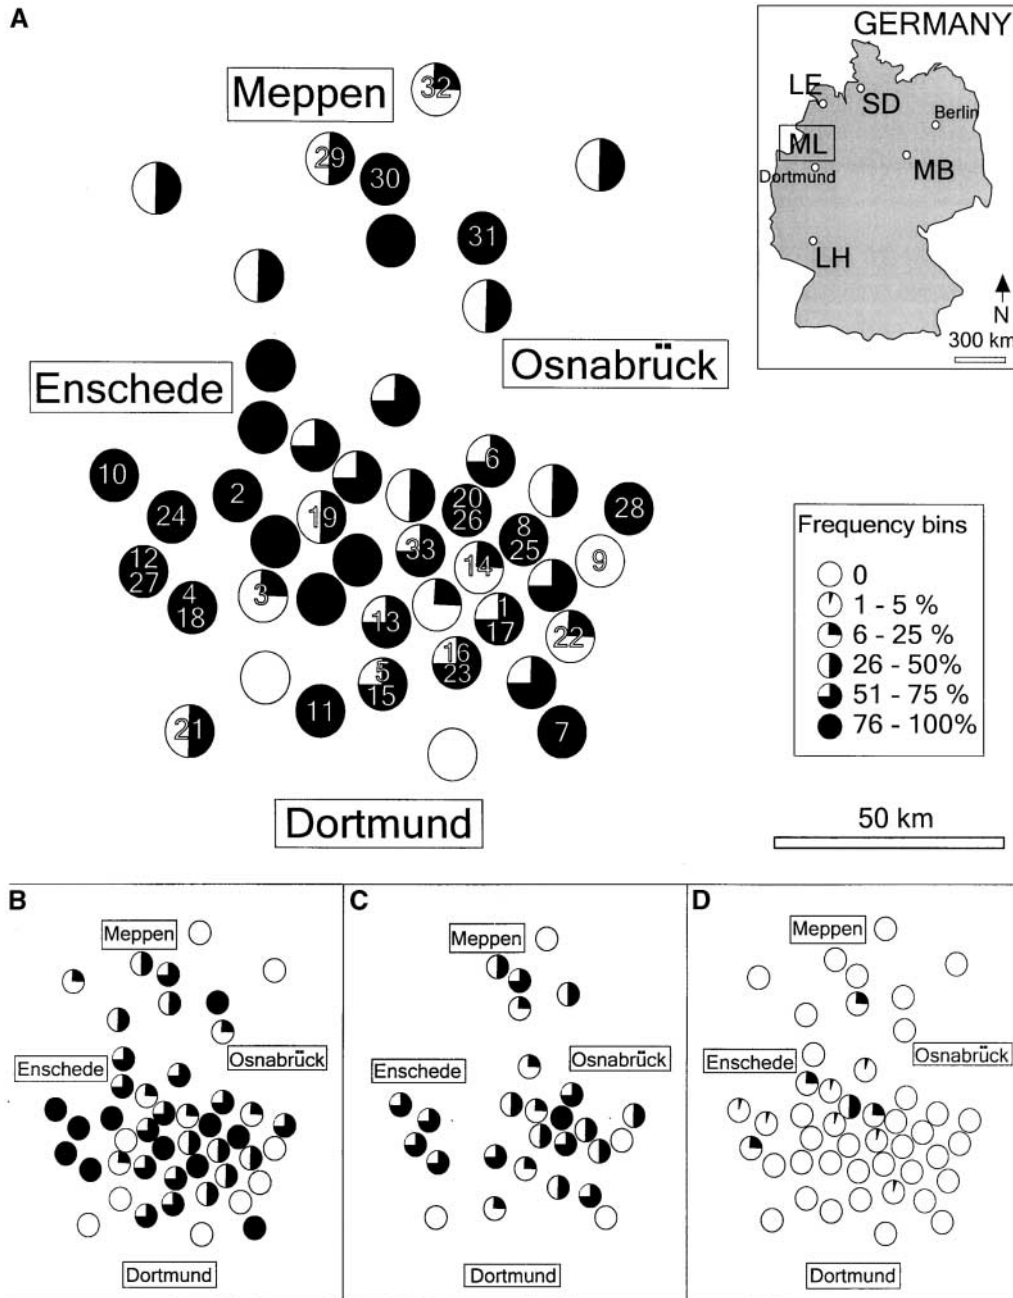 A
GERMANY
Meppen
32
LE
SD
Berlin
29
30
ML
Dortmund
MB
31
LH
N
300 km
Osnabrück
Enschede
10
6
2
20
26
28
24
19
8
25
Frequency bins
12
27
33
14
9
0
4
18
3
1 - 5 %
13
1
17
22
6 - 25 %
16
23
26 - 50%
5
15
51 - 75 %
11
21
7
76 - 100%
Dortmund
50 km
B
Meppen
Enschede
Osnabrück
Dortmund
C
Meppen
Osnabrück
Enschede
Dortmund
D
Meppen
Enschede
Osnabrück
Dortmund